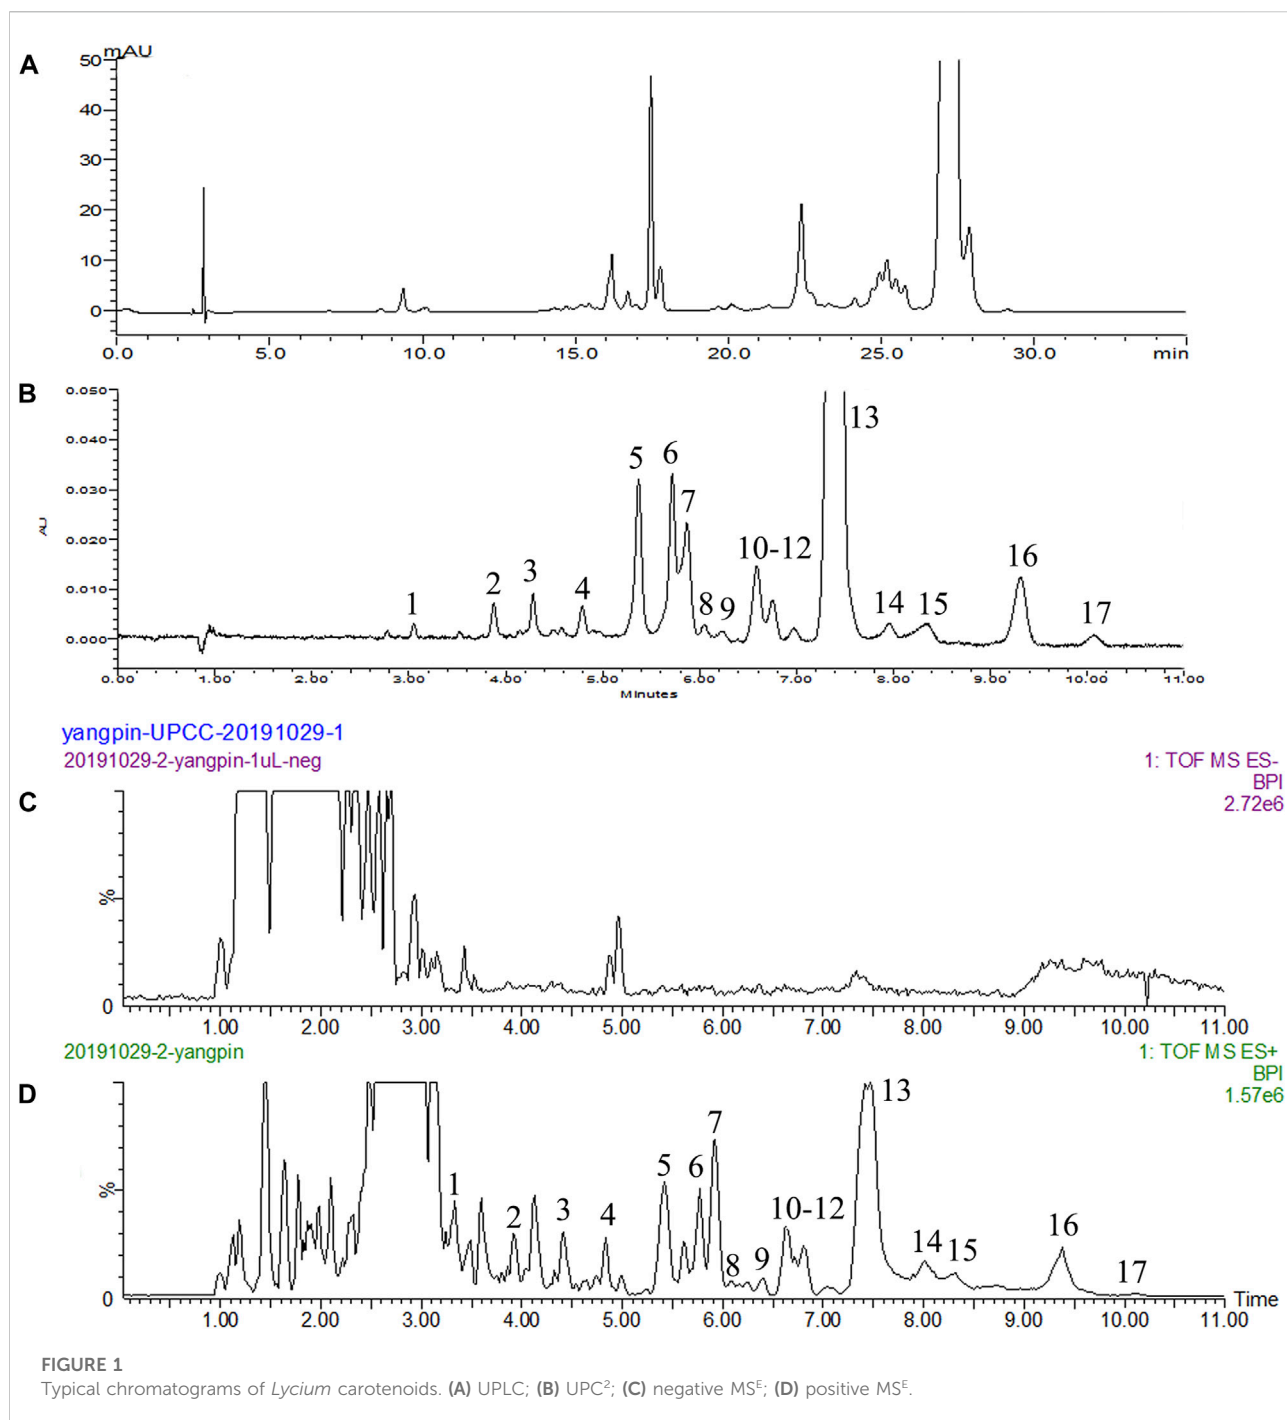 A
mAU
50
40
30
20
10
0
0.0 5.0 10.0 15.0 20.0 25.0 30.0 min
B
0.050
0.040
0.030
0.020
0.010
0.000
AU
1 2 3 4 5 6 7 8 9 10-12 13 14 15 16 17
0.00 1.00 2.00 3.00 4.00 5.00 6.00 7.00 8.00 9.00 10.00 11.00
Minutes
yangpin-UPCC-20191029-1
20191029-2-yangpin-1uL-neg
1: TOF MS ES-
BPI
2.72e6
C
%
0
1.00 2.00 3.00 4.00 5.00 6.00 7.00 8.00 9.00 10.00 11.00
20191029-2-yangpin
1: TOF MS ES+
BPI
1.57e6
D
%
0
1 2 3 4 5 6 7 8 9 10-12 13 14 15 16 17
Time
1.00 2.00 3.00 4.00 5.00 6.00 7.00 8.00 9.00 10.00 11.00
FIGURE 1
Typical chromatograms of Lycium carotenoids. (A) UPLC; (B) UPC²; (C) negative MSᴱ; (D) positive MSᴱ.